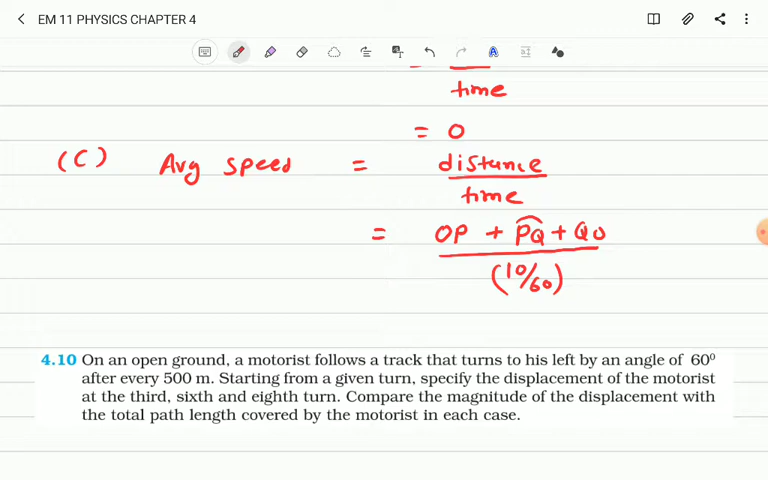 EM 11 PHYSICS CHAPTER 4
time
= 0
(C) Avg speed = distance
time
= OP + PQ + QO
(10/60)
4.10 On an open ground, a motorist follows a track that turns to his left by an angle of 60⁰
after every 500 m. Starting from a given turn, specify the displacement of the motorist
at the third, sixth and eighth turn. Compare the magnitude of the displacement with
the total path length covered by the motorist in each case.